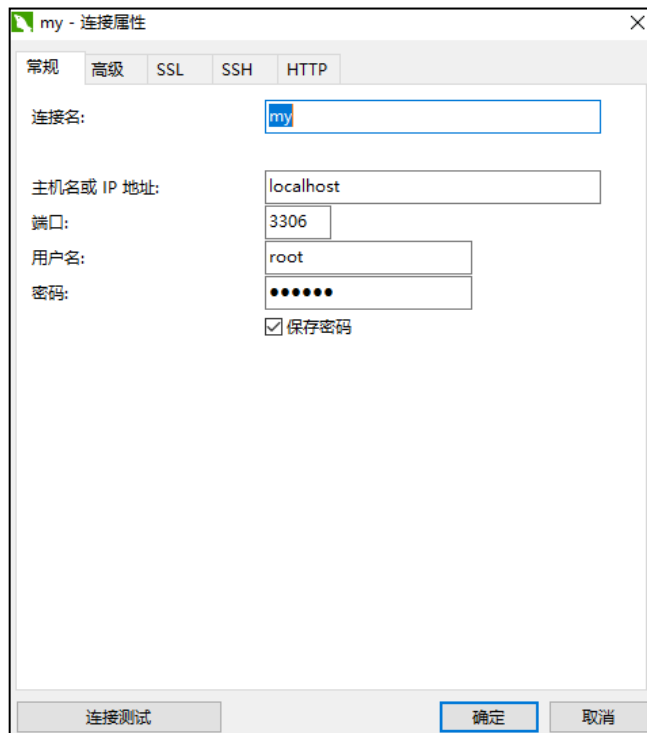 my - 连接属性
常规 高级 SSL SSH HTTP
连接名: my
主机名或 IP 地址: localhost
端口: 3306
用户名: root
密码: ●●●●●●
保存密码
连接测试 确定 取消